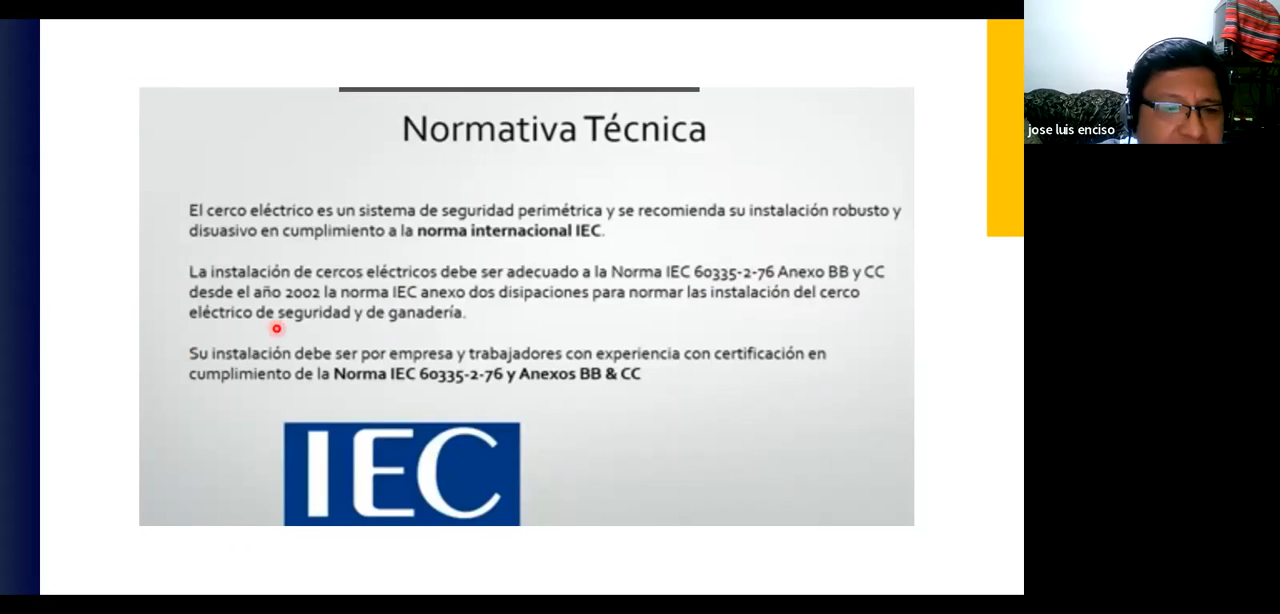 Normativa Técnica
El cerco eléctrico es un sistema de seguridad perimétrica y se recomienda su instalación robusto y
disuasivo en cumplimiento a la norma internacional IEC.
La instalación de cercos eléctricos debe ser adecuado a la Norma IEC 60335-2-76 Anexo BB y CC
desde el año 2002 la norma IEC anexo dos disipaciones para normar las instalación del cerco
eléctrico de seguridad y de ganadería.
Su instalación debe ser por empresa y trabajadores con experiencia con certificación en
cumplimiento de la Norma IEC 60335-2-76 y Anexos BB & CC
IEC
jose luis enciso